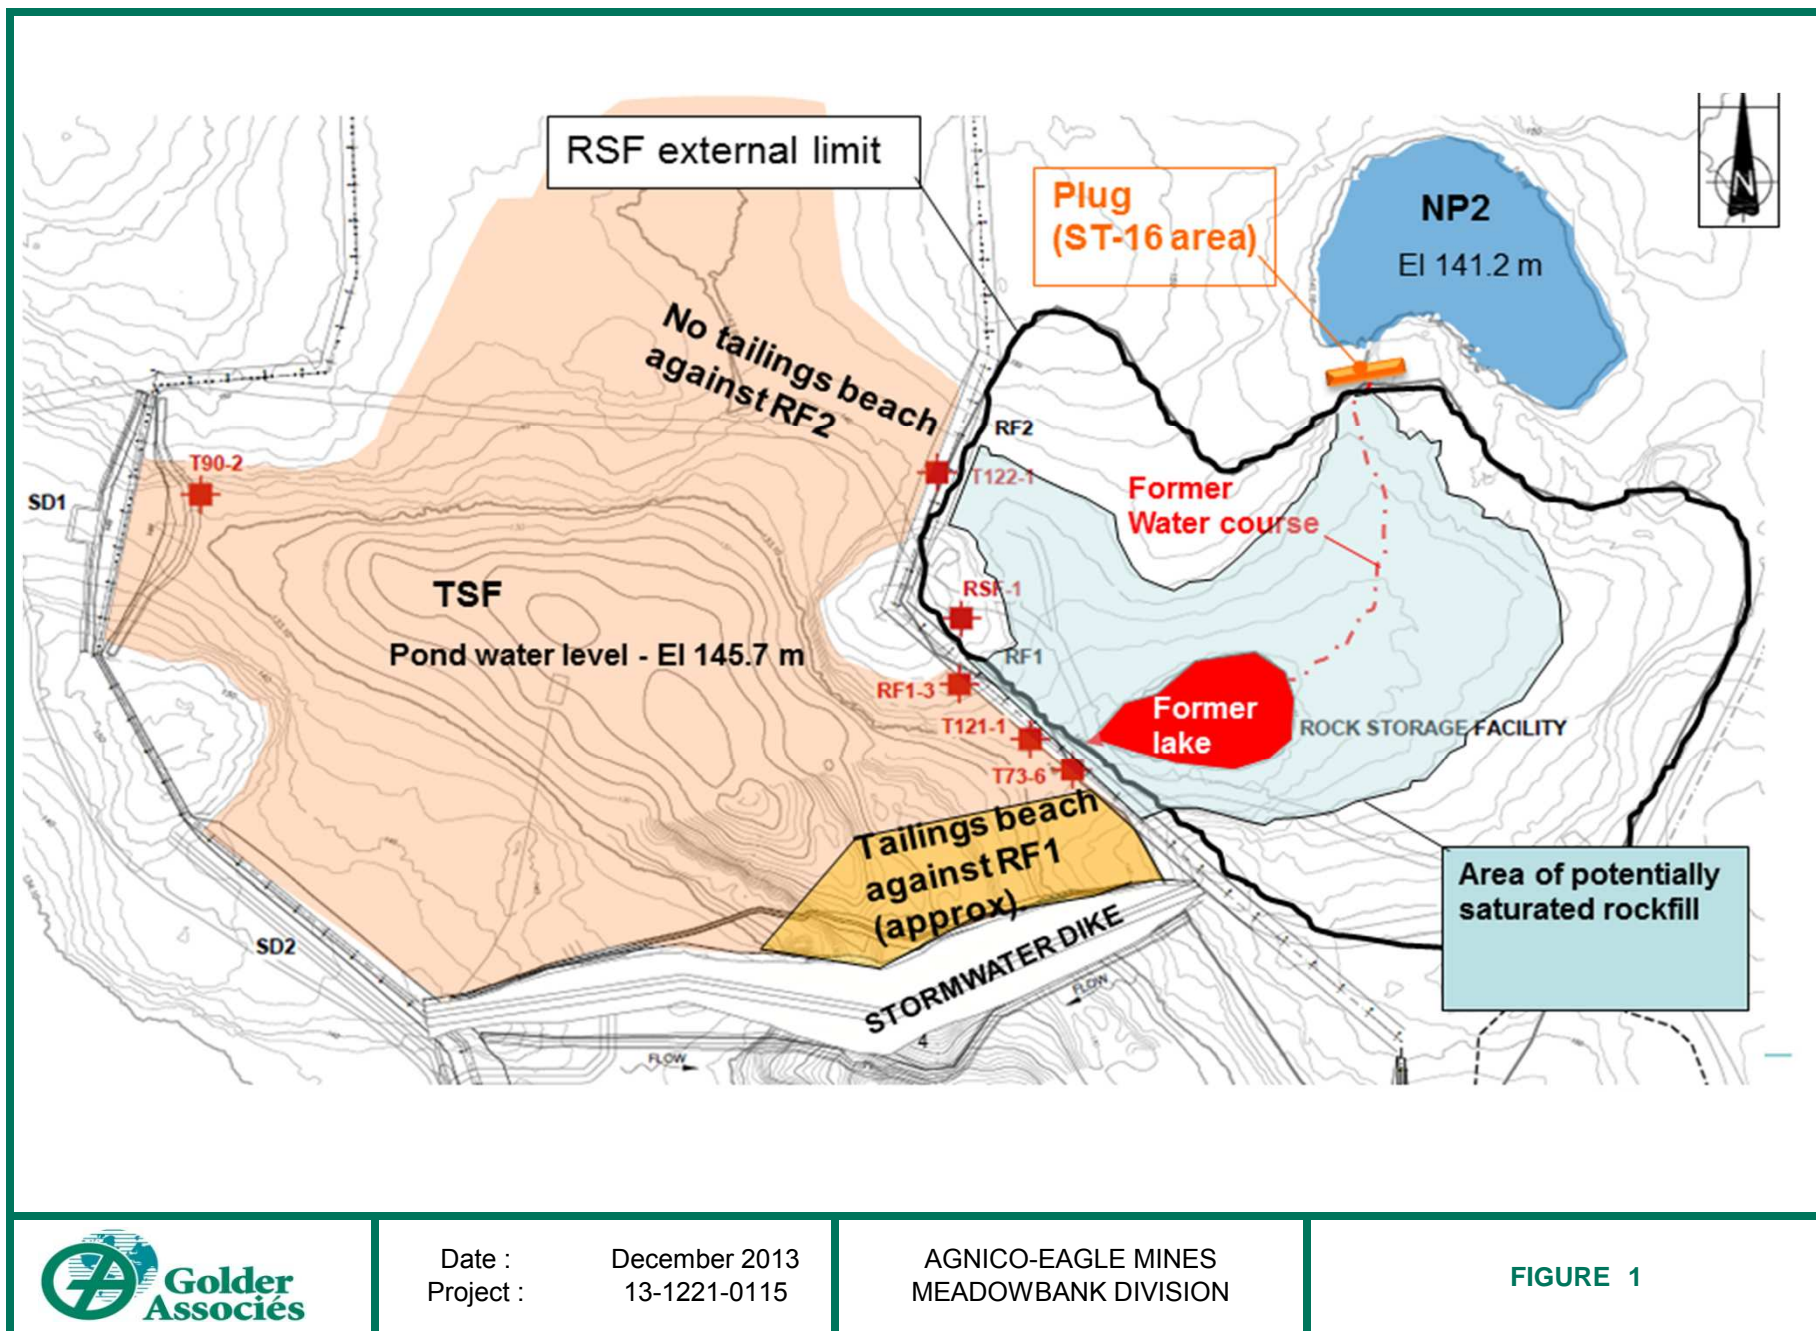 RSF external limit
Plug
(ST-16 area)
NP2
El 141.2 m
N
No tailings beach
against RF2
RF2
T90-2
T122-1
SD1
Former
Water course
TSF
RSF-1
Pond water level - El 145.7 m
RF1
RF1-3
T121-1
Former
lake
ROCK STORAGE FACILITY
T73-6
Tailings beach
against RF1
(approx).
Area of potentially
saturated rockfill
SD2
STORMWATER DIKE
FLOW
4
FLOW
Golder
Associés
Date : December 2013
Project : 13-1221-0115
AGNICO-EAGLE MINES
MEADOWBANK DIVISION
FIGURE 1